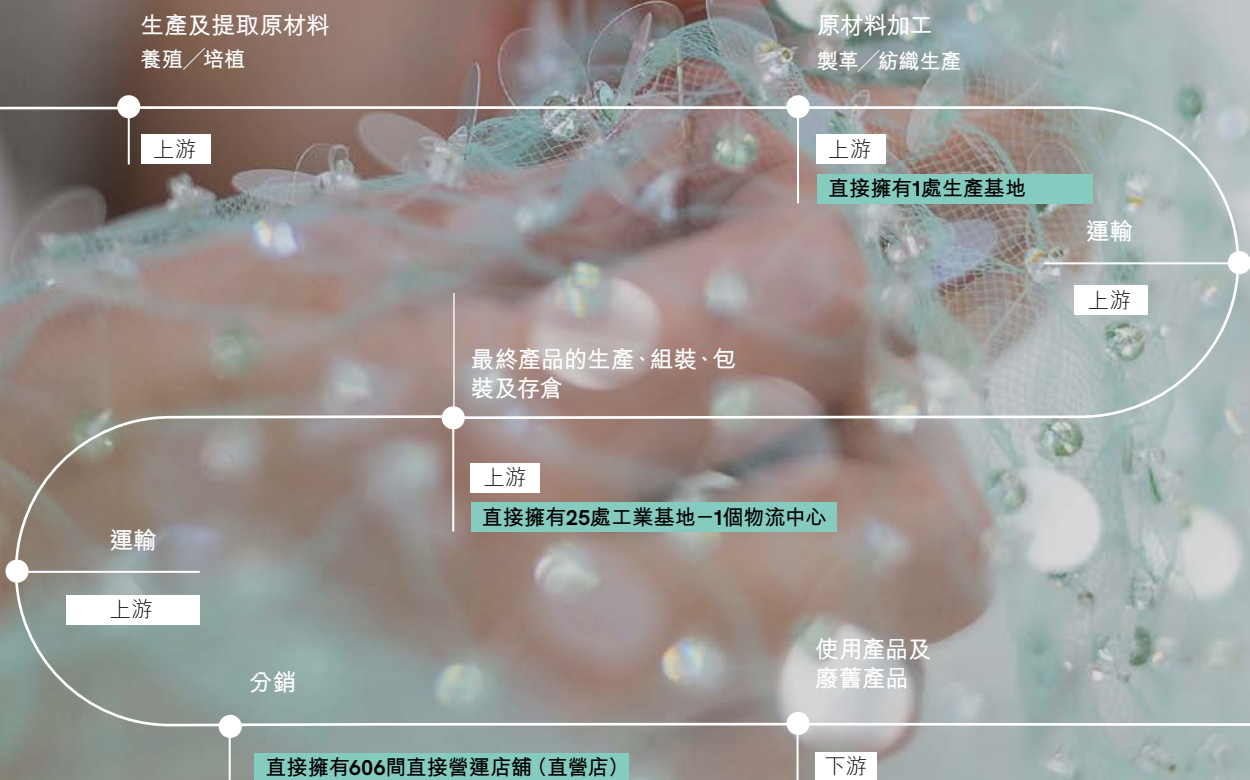 生產及提取原材料
養殖╱培植
上游
原材料加工
製革╱紡織生產
上游
直接擁有1處生產基地
運輸
上游
最終產品的生產、組裝、包
裝及存倉
上游
直接擁有25處工業基地－1個物流中心
運輸
上游
分銷
直接擁有606間直接營運店舖（直營店）
使用產品及
廢舊產品
下游